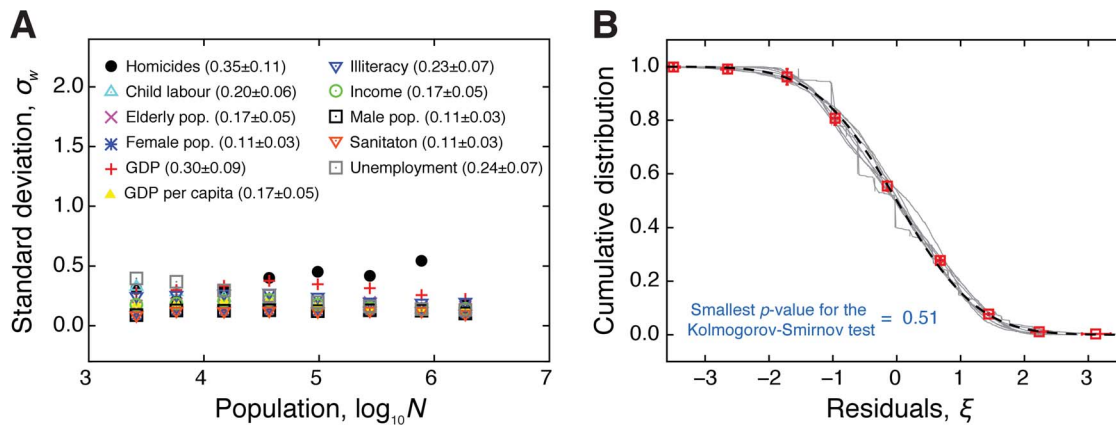 A
Standard deviation, σw
2.0
1.5
1.0
0.5
0.0
Homicides (0.35±0.11)
Child labour (0.20±0.06)
Elderly pop. (0.17±0.05)
Female pop. (0.11±0.03)
GDP (0.30±0.09)
GDP per capita (0.17±0.05)
Illiteracy (0.23±0.07)
Income (0.17±0.05)
Male pop. (0.11±0.03)
Sanitaton (0.11±0.03)
Unemployment (0.24±0.07)
3 4 5 6 7
Population, log10N
B
Cumulative distribution
1.0
0.8
0.6
0.4
0.2
0.0
Smallest p-value for the
Kolmogorov-Smirnov test = 0.51
−3 −2 −1 0 1 2 3
Residuals, ξ